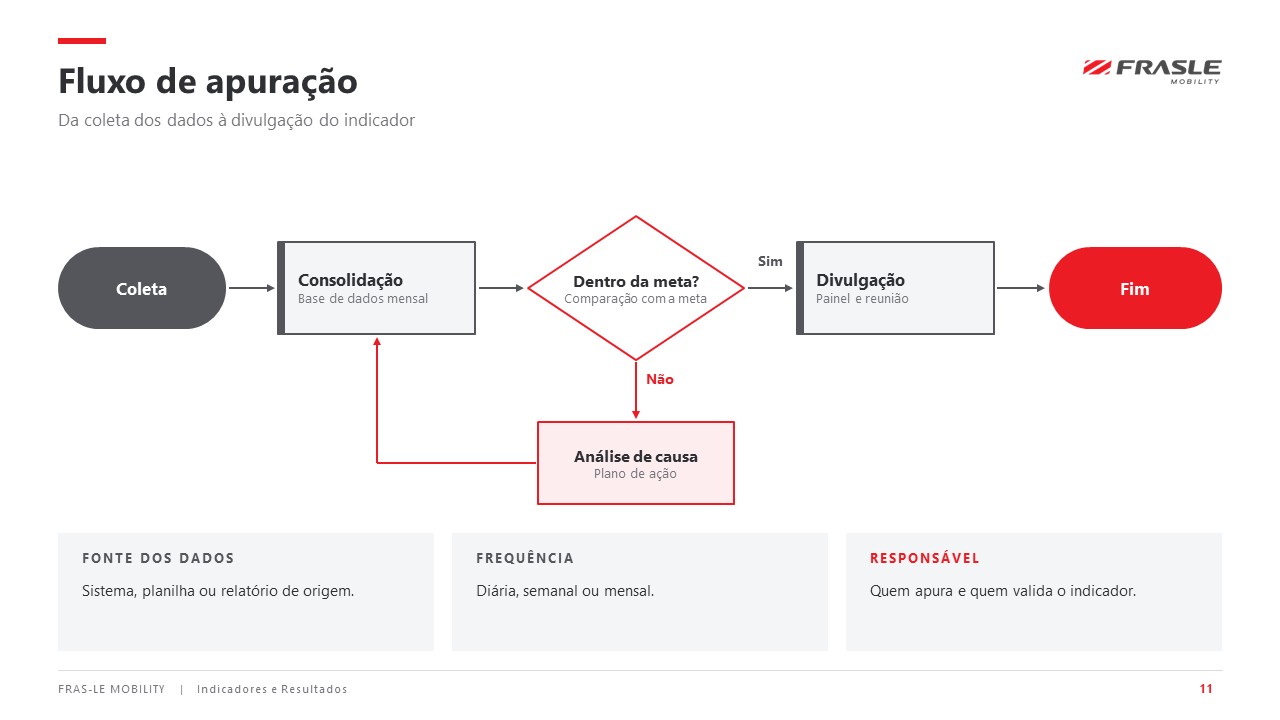 Fluxo de apuração
Da coleta dos dados à divulgação do indicador
FRASLE
MOBILITY
Coleta
Consolidação
Base de dados mensal
Dentro da meta?
Comparação com a meta
Sim
Divulgação
Painel e reunião
Fim
Não
Análise de causa
Plano de ação
FONTE DOS DADOS
Sistema, planilha ou relatório de origem.
FREQUÊNCIA
Diária, semanal ou mensal.
RESPONSÁVEL
Quem apura e quem valida o indicador.
FRAS-LE MOBILITY | Indicadores e Resultados
11